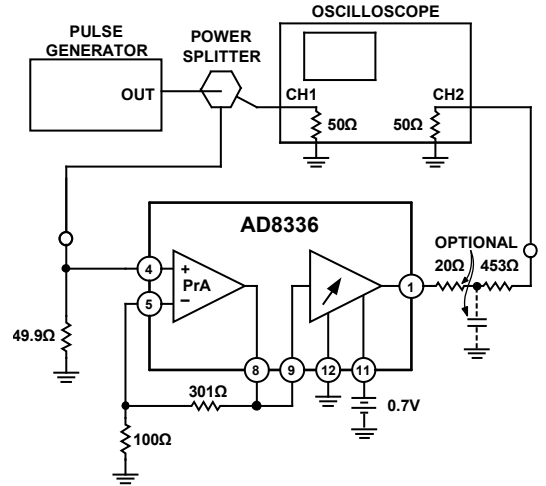 OSCILLOSCOPE
PULSE
GENERATOR
POWER
SPLITTER
OUT
CH1
CH2
50Ω
50Ω
AD8336
OPTIONAL
20Ω
453Ω
4
+
PrA
5
−
1
49.9Ω
8
9
12
11
301Ω
0.7V
100Ω